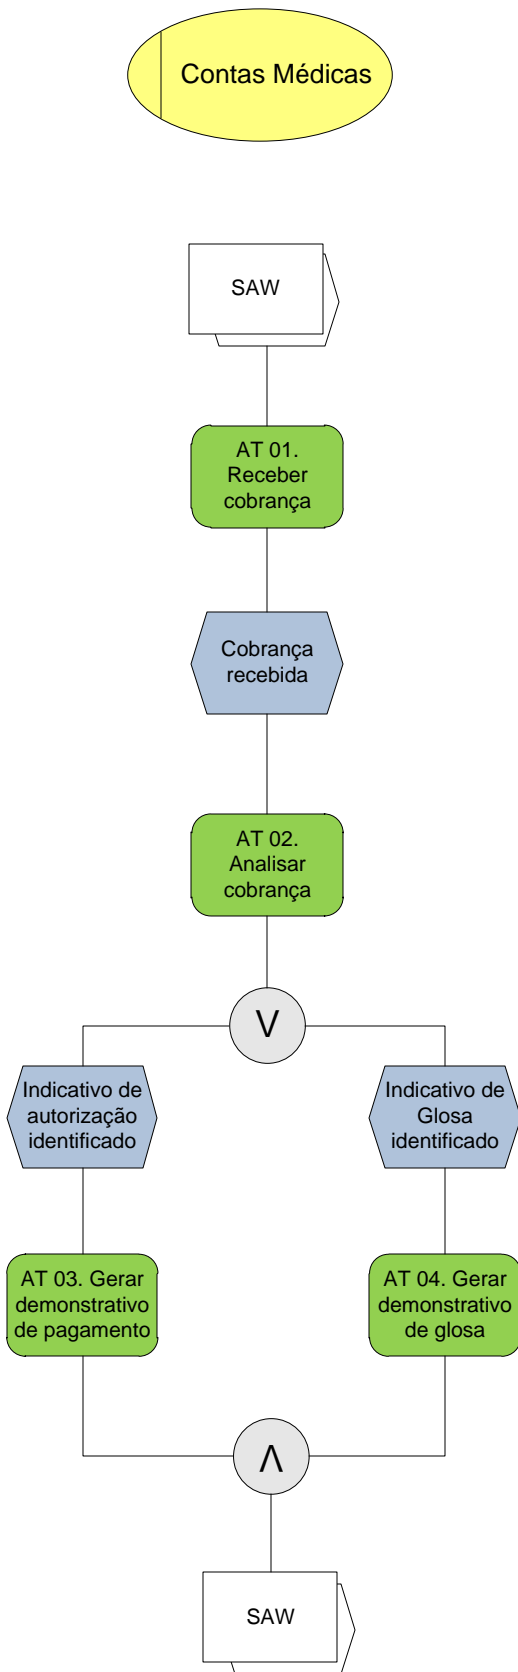 Contas Médicas
SAW
AT 01.
Receber
cobrança
Cobrança
recebida
AT 02.
Analisar
cobrança
V
Indicativo de
autorização
identificado
Indicativo de
Glosa
identificado
AT 03. Gerar
demonstrativo
de pagamento
AT 04. Gerar
demonstrativo
de glosa
Λ
SAW